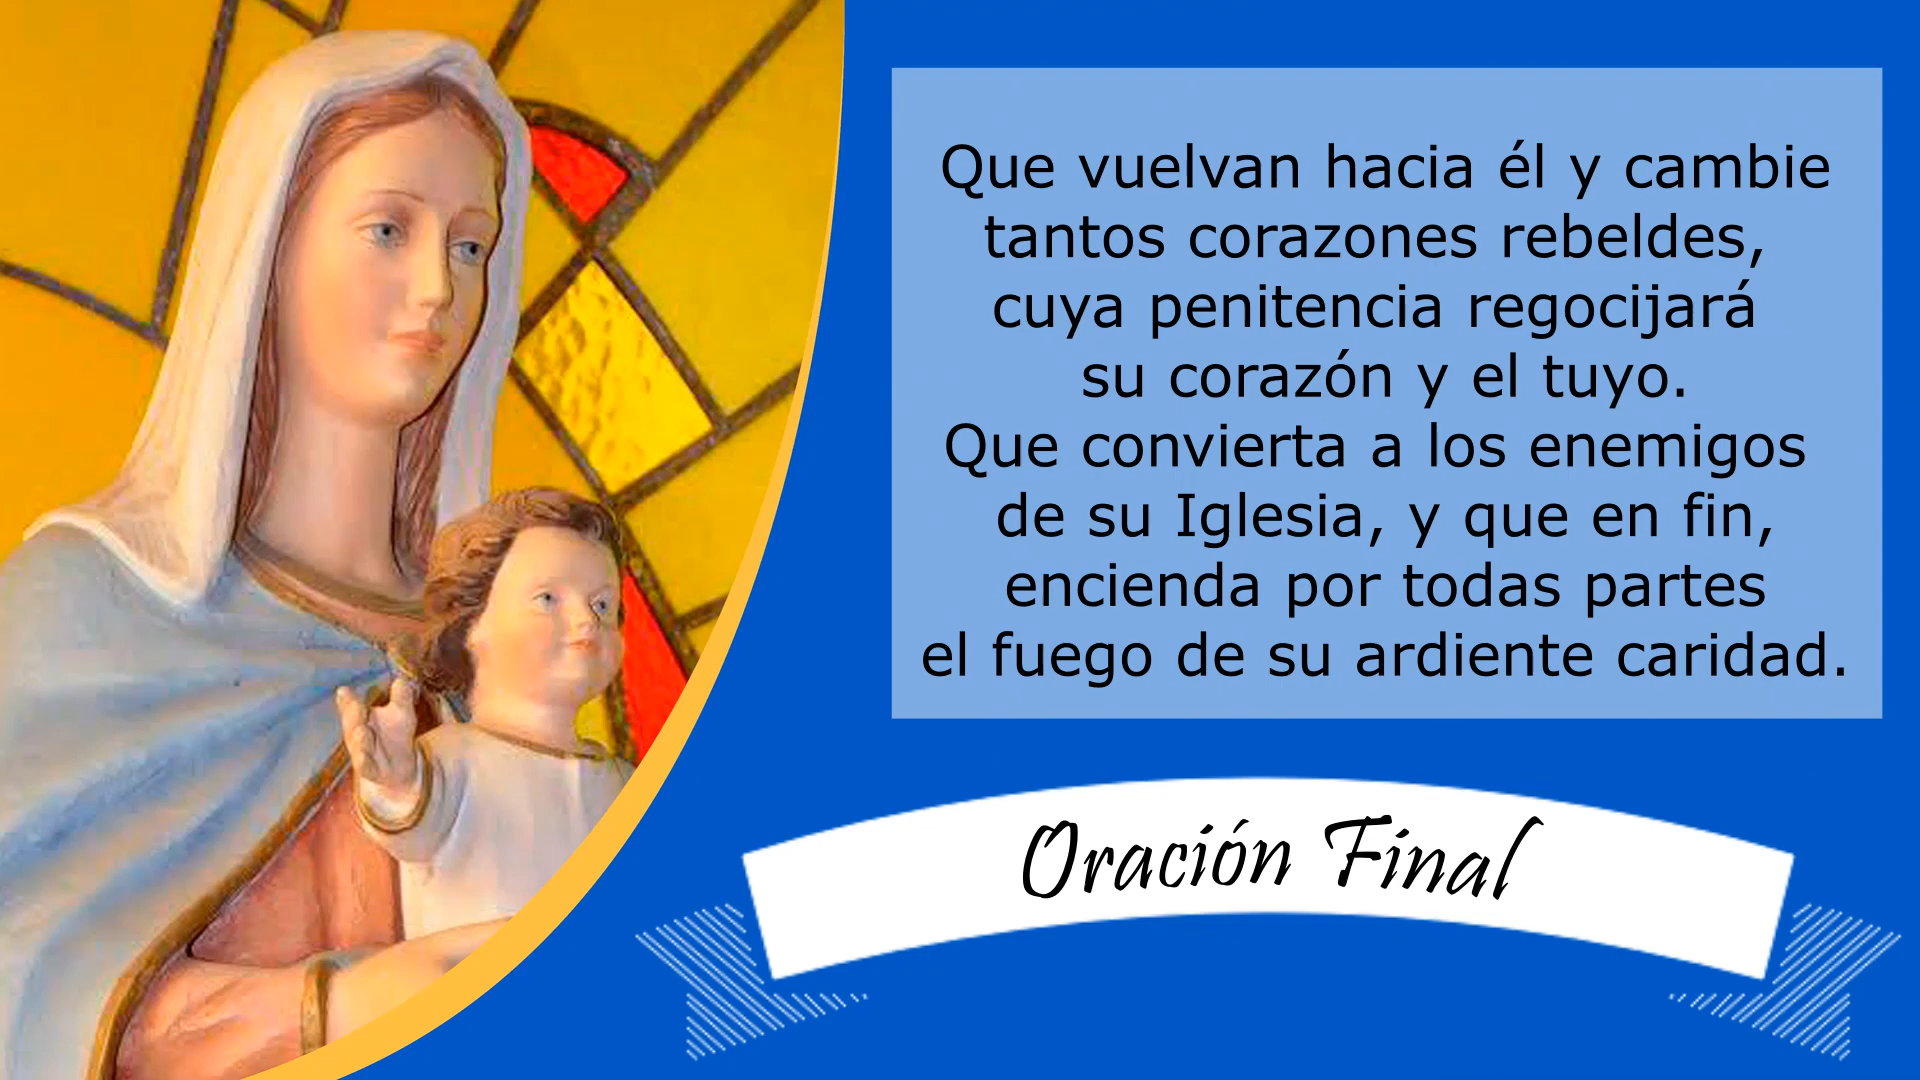 Que vuelvan hacia él y cambie
tantos corazones rebeldes,
cuya penitencia regocijará
su corazón y el tuyo.
Que convierta a los enemigos
de su Iglesia, y que en fin,
encienda por todas partes
el fuego de su ardiente caridad.
Oración Final